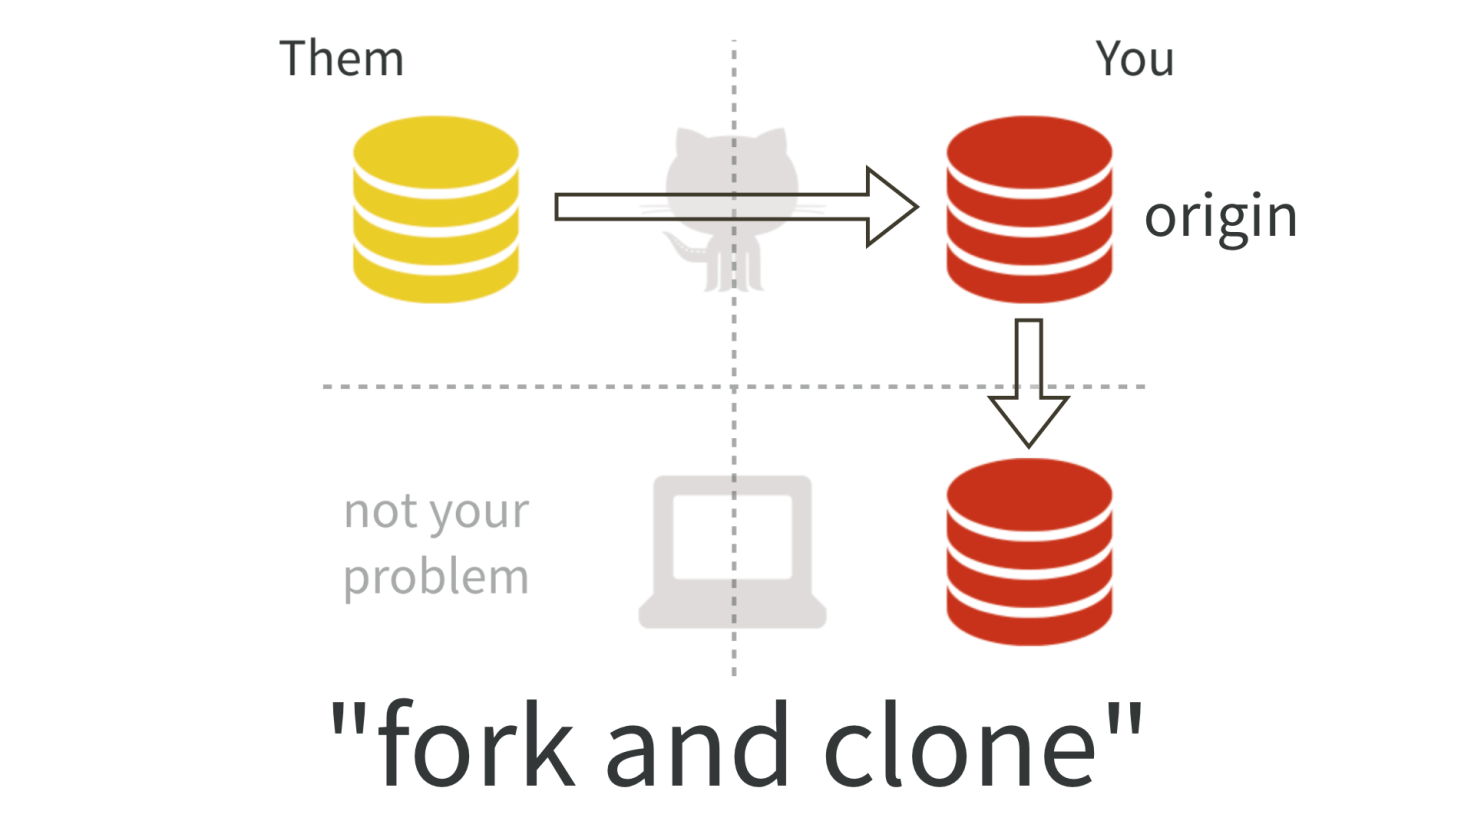 Them
You
origin
not your
problem
"fork and clone"